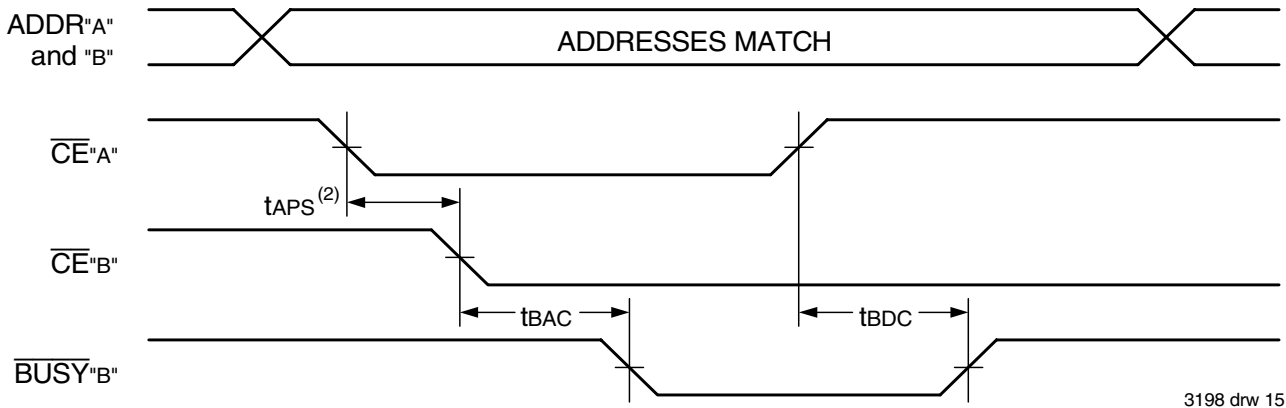 ADDR"A"
and "B"
ADDRESSES MATCH
CE"A"
tAPS(2)
CE"B"
tBAC
tBDC
BUSY"B"
3198 drw 15